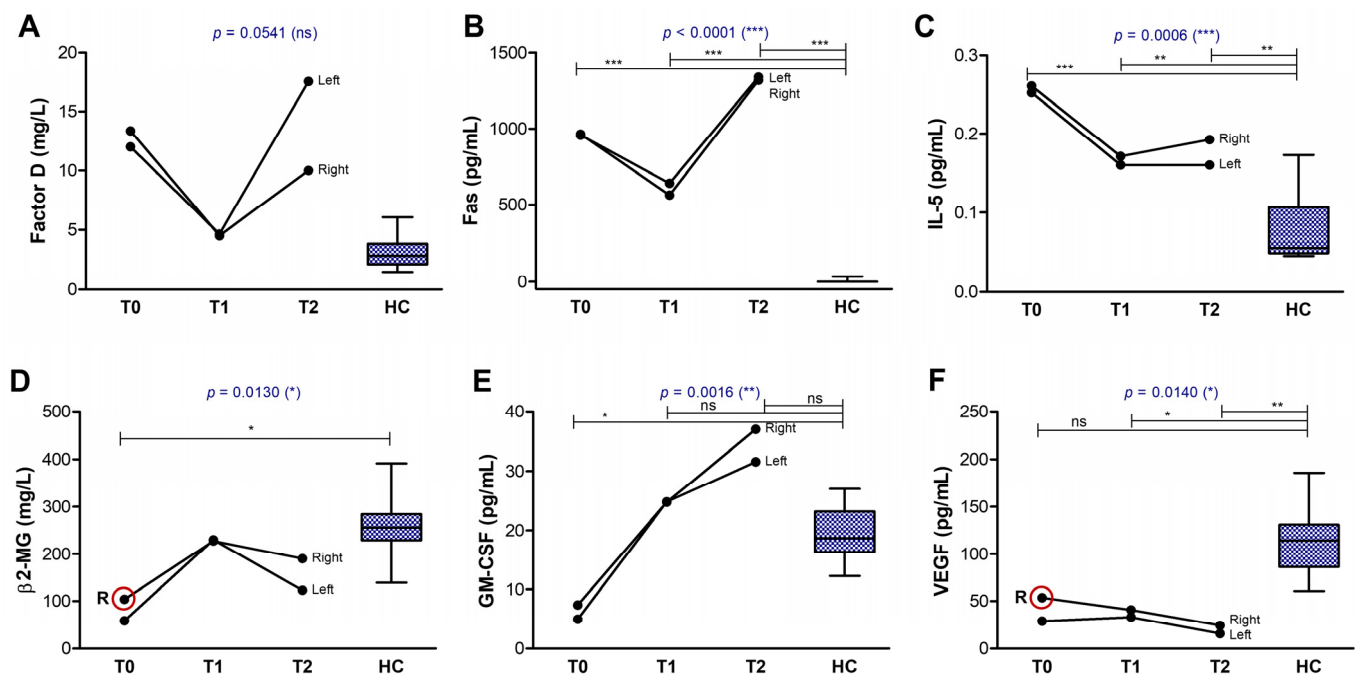 A
p = 0.0541 (ns)
Factor D (mg/L)
20
15
10
5
0
Left
Right
T0 T1 T2 HC
B
p < 0.0001 (***)
***
***
***
Fas (pg/mL)
1500
1000
500
0
Left
Right
T0 T1 T2 HC
C
p = 0.0006 (***)
**
**
***
IL-5 (pg/mL)
0.3
0.2
0.1
0.0
Right
Left
T0 T1 T2 HC
D
p = 0.0130 (*)
*
β2-MG (mg/L)
500
400
300
200
100
0
R
Right
Left
T0 T1 T2 HC
E
p = 0.0016 (**)
ns
ns
*
GM-CSF (pg/mL)
40
30
20
10
0
Right
Left
T0 T1 T2 HC
F
p = 0.0140 (*)
**
*
ns
VEGF (pg/mL)
250
200
150
100
50
0
R
Right
Left
T0 T1 T2 HC